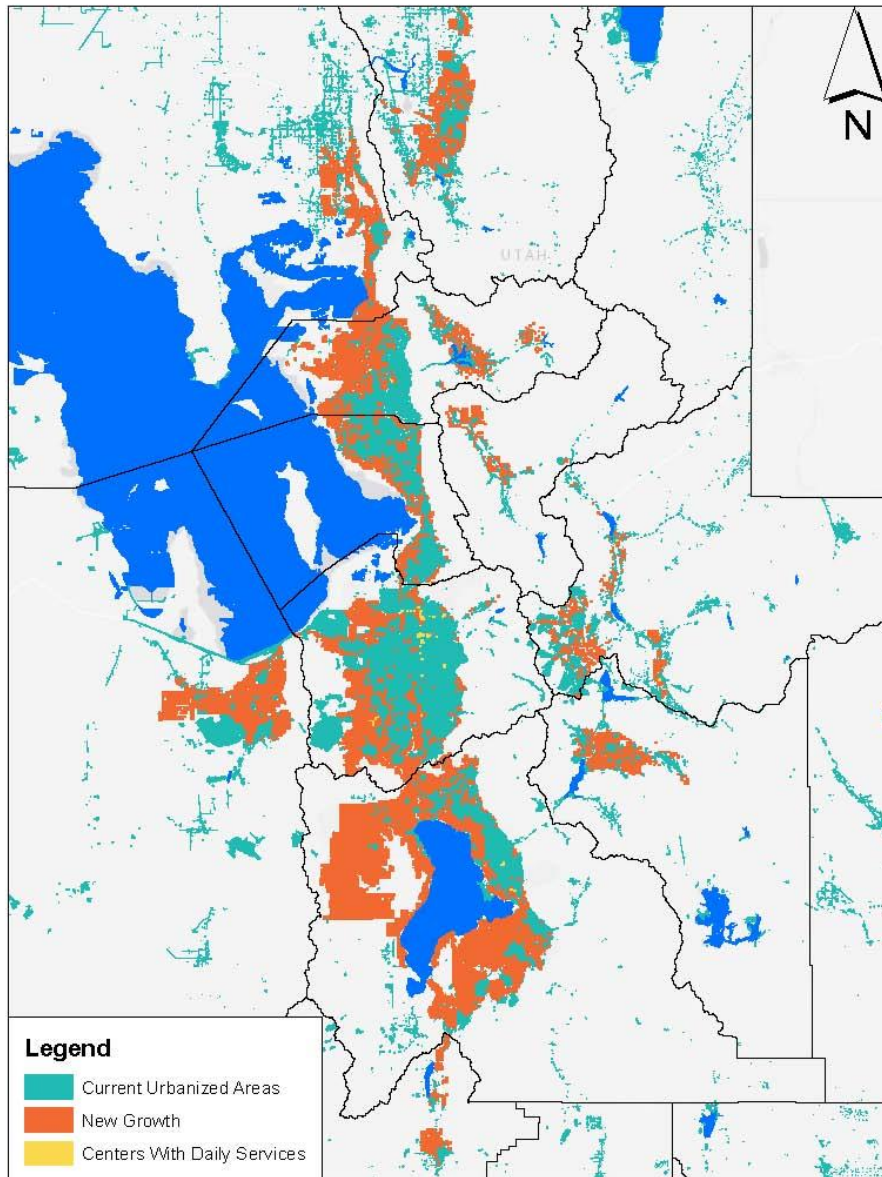 N
UTAH
Legend
Current Urbanized Areas
New Growth
Centers With Daily Services